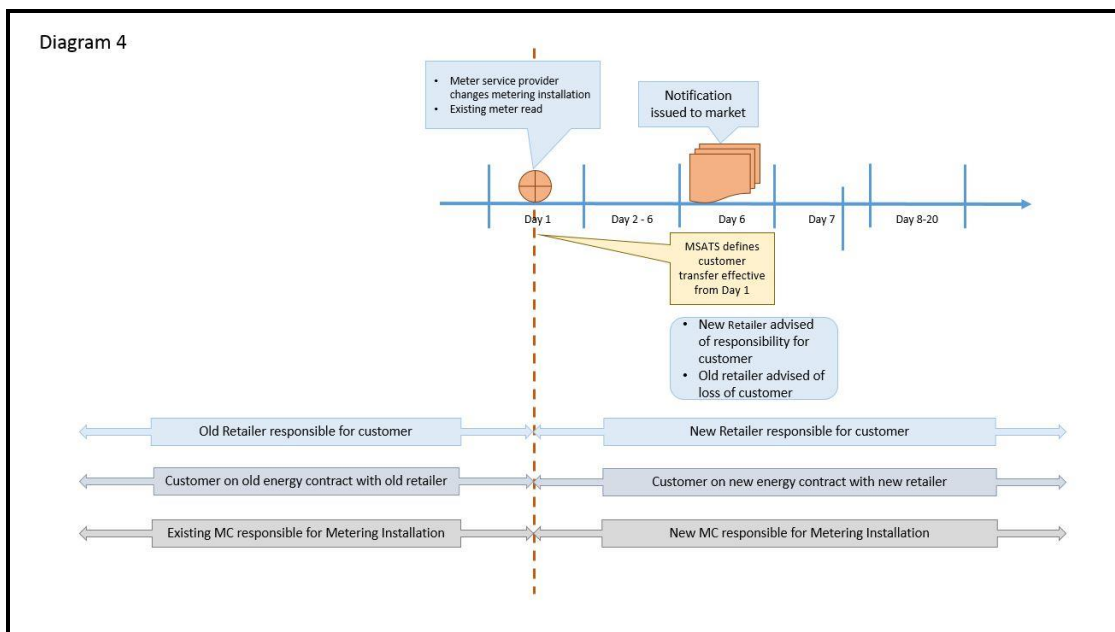 Diagram 4
• Meter service provider
changes metering installation
• Existing meter read
Notification
issued to market
Day 1
Day 2 - 6
Day 6
Day 7
Day 8-20
MSATS defines
customer
transfer effective
from Day 1
• New Retailer advised
of responsibility for
customer
• Old retailer advised of
loss of customer
Old Retailer responsible for customer
New Retailer responsible for customer
Customer on old energy contract with old retailer
Customer on new energy contract with new retailer
Existing MC responsible for Metering Installation
New MC responsible for Metering Installation